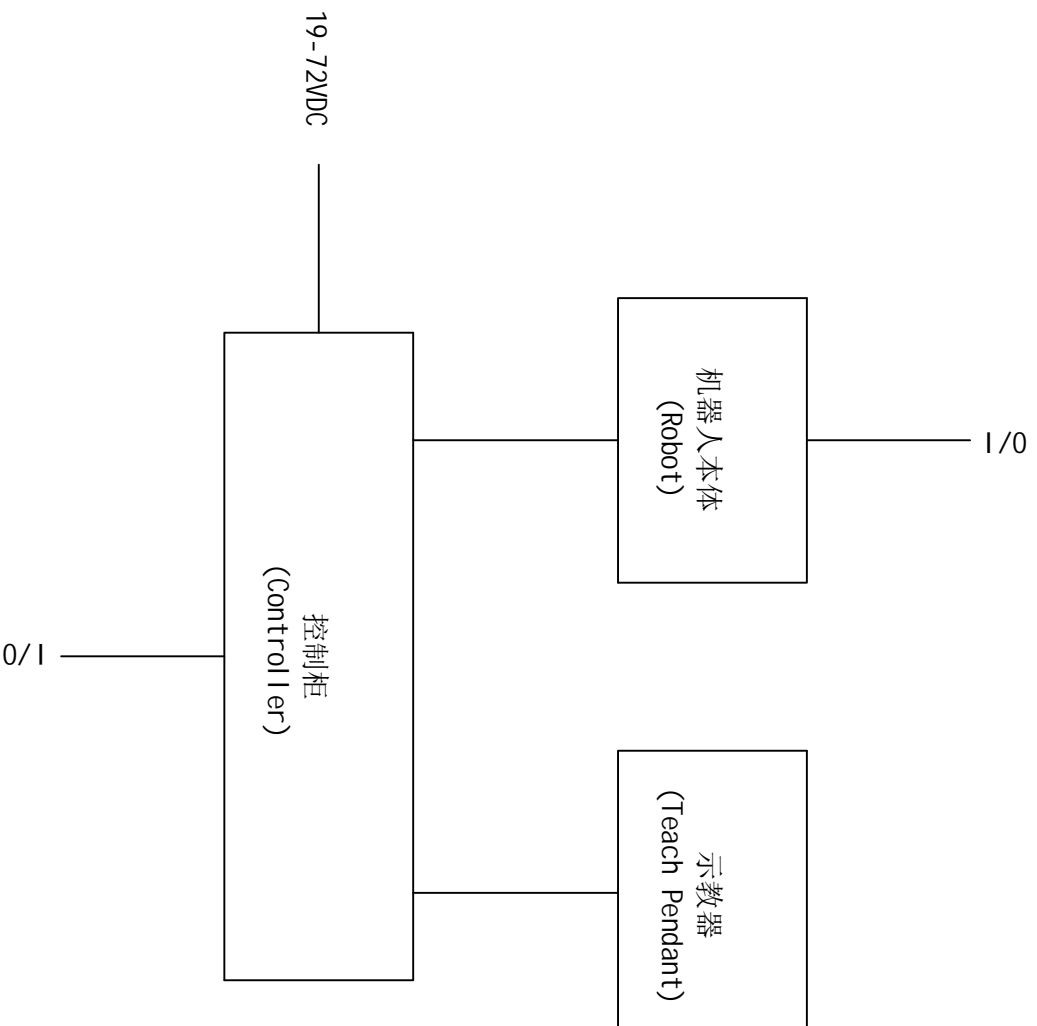 19-72VDC
机器人本体
(Robot)
I/O
控制柜
(Controller)
O/I
示教器
(Teach Pendant)